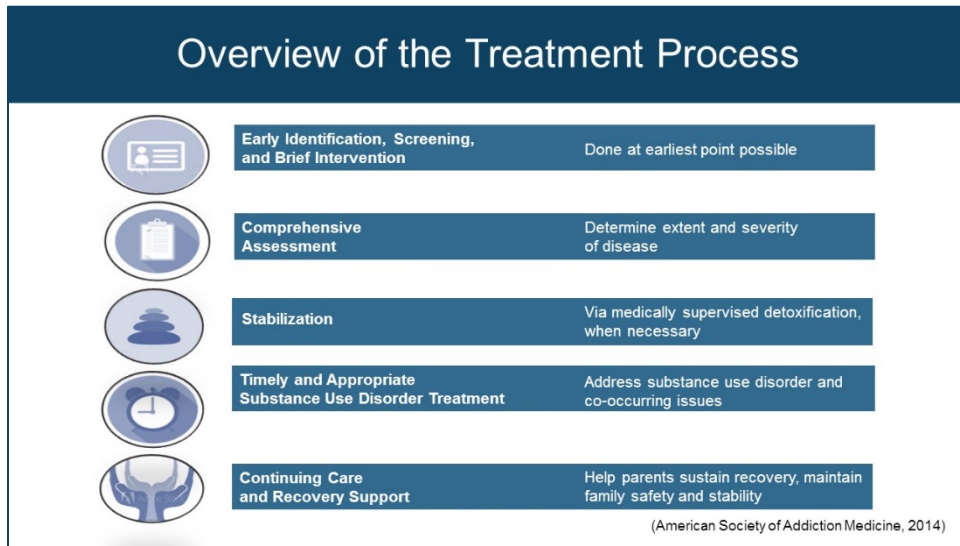 Overview of the Treatment Process
Early Identification, Screening,
and Brief Intervention
Done at earliest point possible
Comprehensive
Assessment
Determine extent and severity
of disease
Stabilization
Via medically supervised detoxification,
when necessary
Timely and Appropriate
Substance Use Disorder Treatment
Address substance use disorder and
co-occurring issues
Continuing Care
and Recovery Support
Help parents sustain recovery, maintain
family safety and stability
(American Society of Addiction Medicine, 2014)